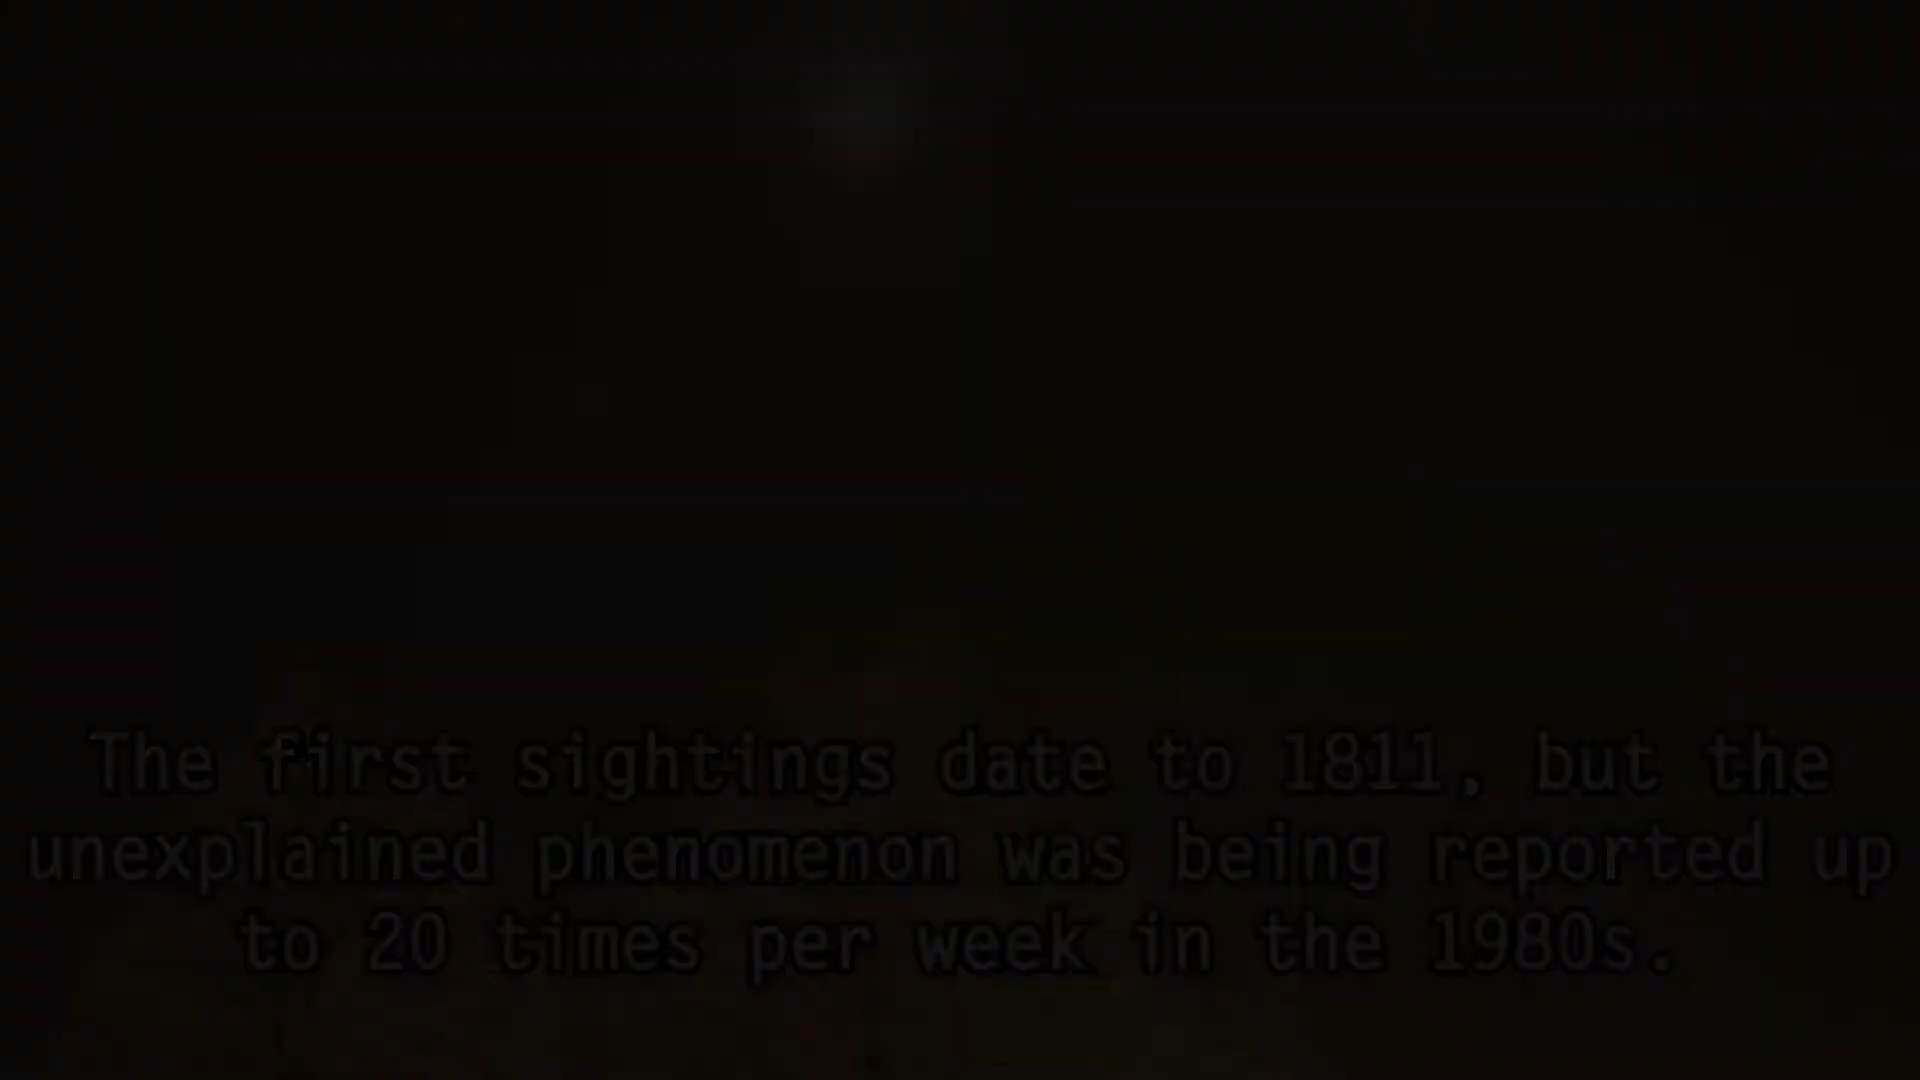 The first sightings date to 1811, but the
unexplained phenomenon was being reported up
to 20 times per week in the 1980s.